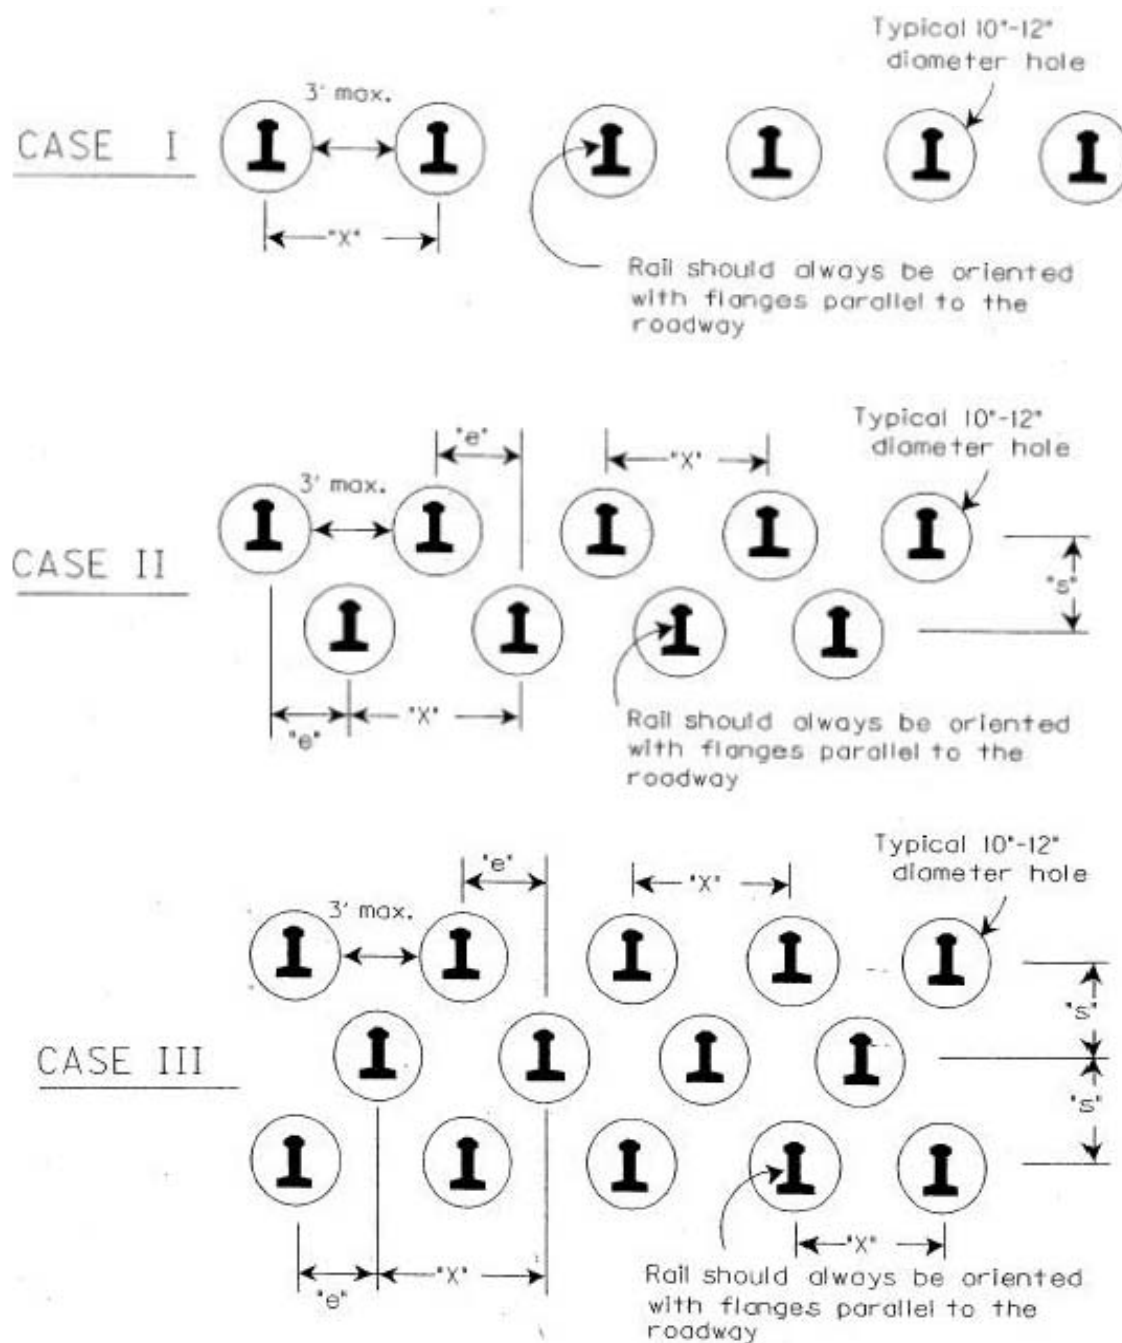 Typical 10"-12"
diameter hole
3' max.
CASE I
"X"
Rail should always be oriented
with flanges parallel to the
roadway
Typical 10"-12"
diameter hole
"e"
"X"
3' max.
CASE II
"s"
"X"
"e"
Rail should always be oriented
with flanges parallel to the
roadway
Typical 10"-12"
diameter hole
"e"
"X"
3' max.
"s"
CASE III
"s"
"X"
"X"
"e"
Rail should always be oriented
with flanges parallel to the
roadway